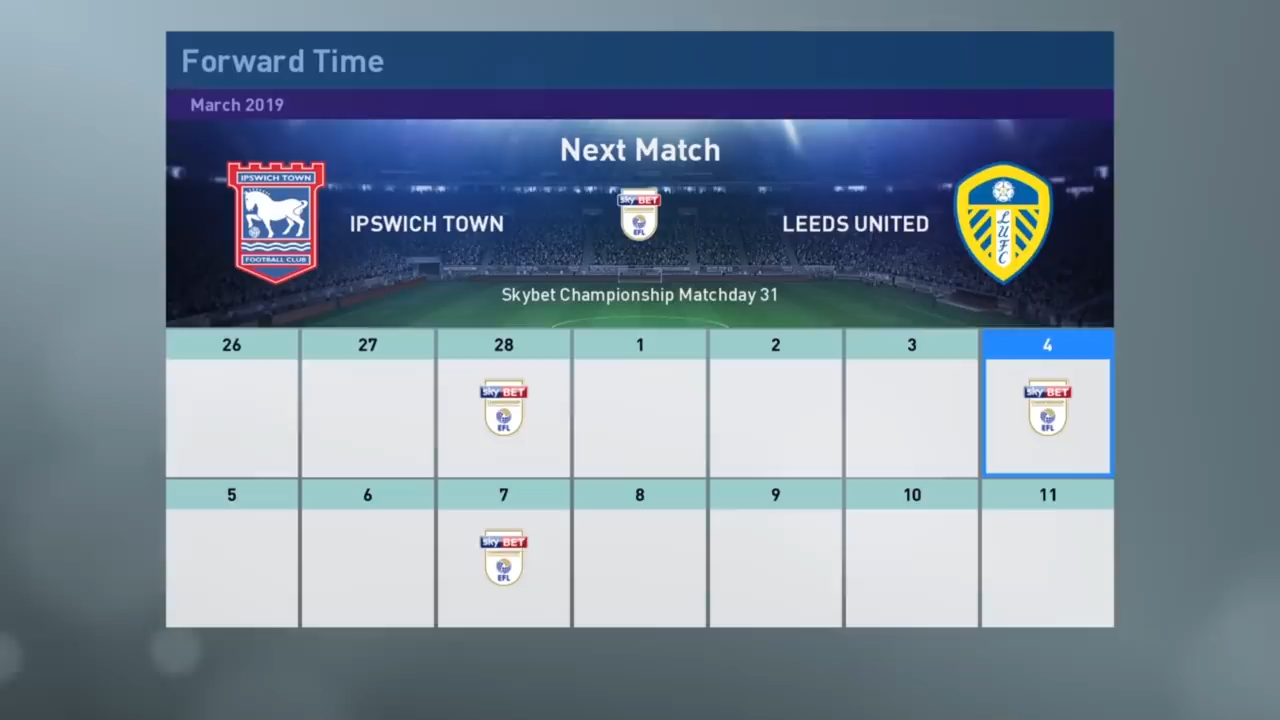 Forward Time
March 2019
Next Match
IPSWICH TOWN
FOOTBALL CLUB
IPSWICH TOWN
sky BET
EFL
LEEDS UNITED
LUFC
Skybet Championship Matchday 31
26 27 28 1 2 3 4
sky BET
EFL
sky BET
EFL
5 6 7 8 9 10 11
sky BET
EFL